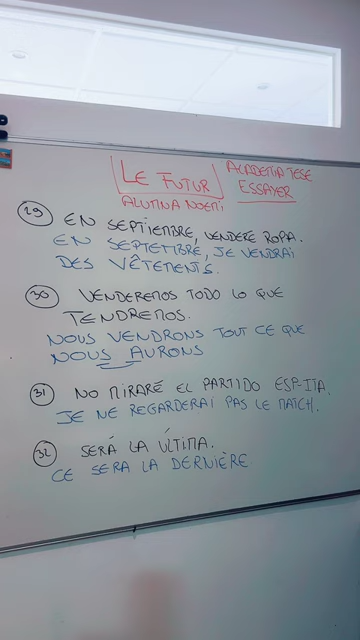 LE FUTUR
ACADEMIA TESE
ESSAYER
ALUMNA NOEMI
29 EN SEPTIEMBRE, VENDERÉ ROPA.
EN SEPTEMBRE, JE VENDRAI
DES VÊTEMENTS.
30 VENDEREMOS TODO LO QUE
TENDREMOS.
NOUS VENDRONS TOUT CE QUE
NOUS AURONS
31 NO MIRARÉ EL PARTIDO ESP-ITA.
JE NE REGARDERAI PAS LE MATCH.
32 SERÁ LA ÚLTIMA.
CE SERA LA DERNIÈRE